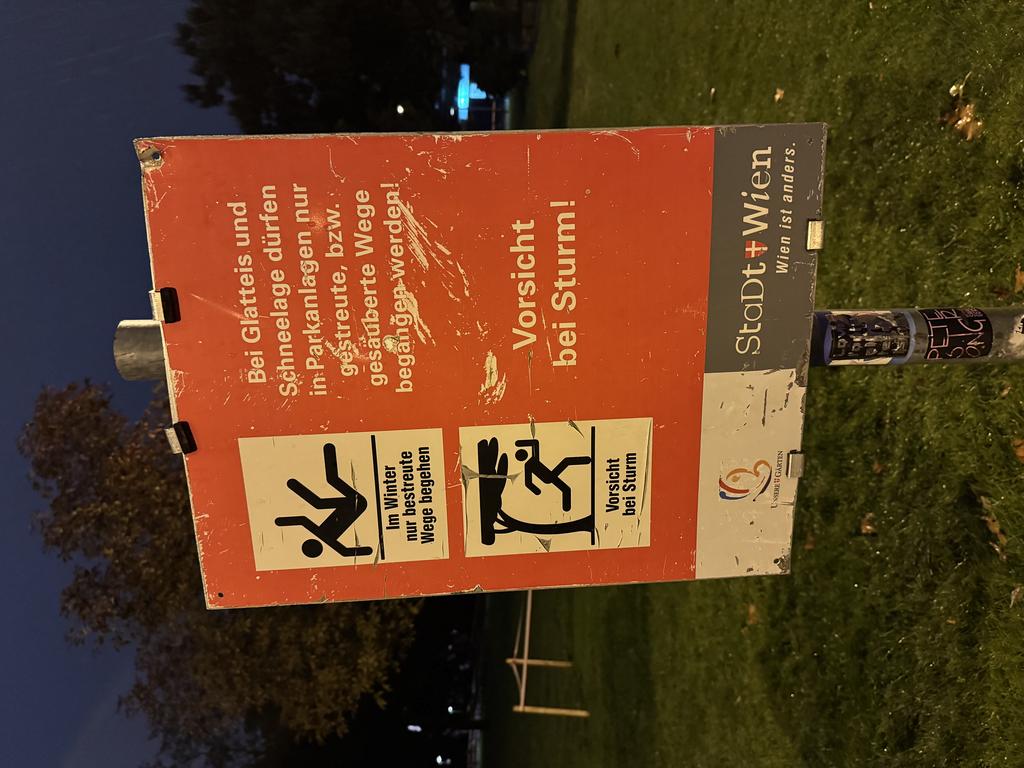 Bei Glatteis und
Schneelage dürfen
in Parkanlagen nur
gestreute, bzw.
gesäuberte Wege
begangen werden!
Im Winter
nur bestreute
Wege begehen
Vorsicht
bei Sturm!
Vorsicht
bei Sturm
UNSERE GÄRTEN
StaDt Wien
Wien ist anders.
PETER